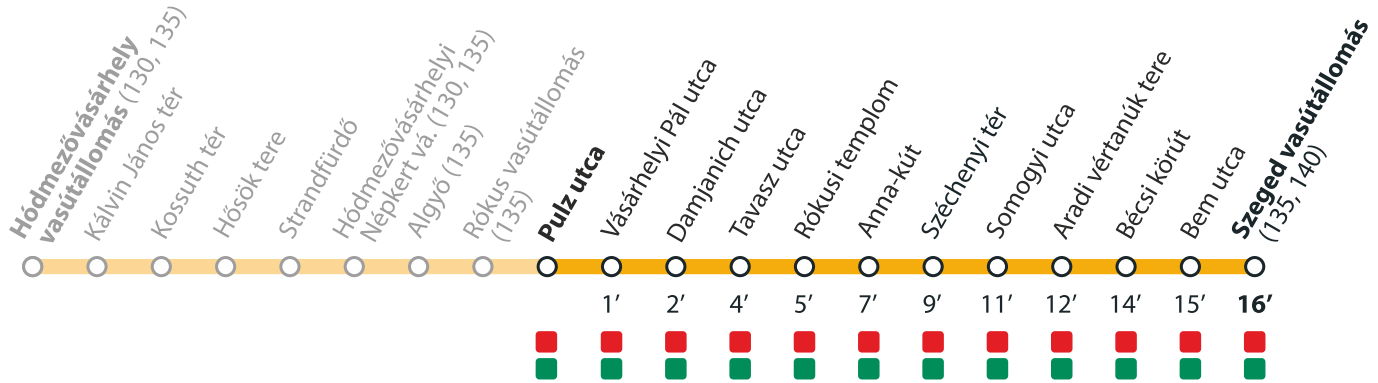 Hódmezővásárhely
vasútállomás (130, 135)
Kálvin János tér
Kossuth tér
Hősök tere
Strandfürdő
Hódmezővásárhelyi
Népkert vá. (130, 135)
Algyő (135)
Rókus vasútállomás
(135)
Pulz utca
Vásárhelyi Pál utca
Damjanich utca
Tavasz utca
Rókusi templom
Anna-kút
Széchenyi tér
Somogyi utca
Aradi vértanúk tere
Bécsi körút
Bem utca
Szeged vasútállomás
(135, 140)
1’ 2’ 4’ 5’ 7’ 9’ 11’ 12’ 14’ 15’ 16’